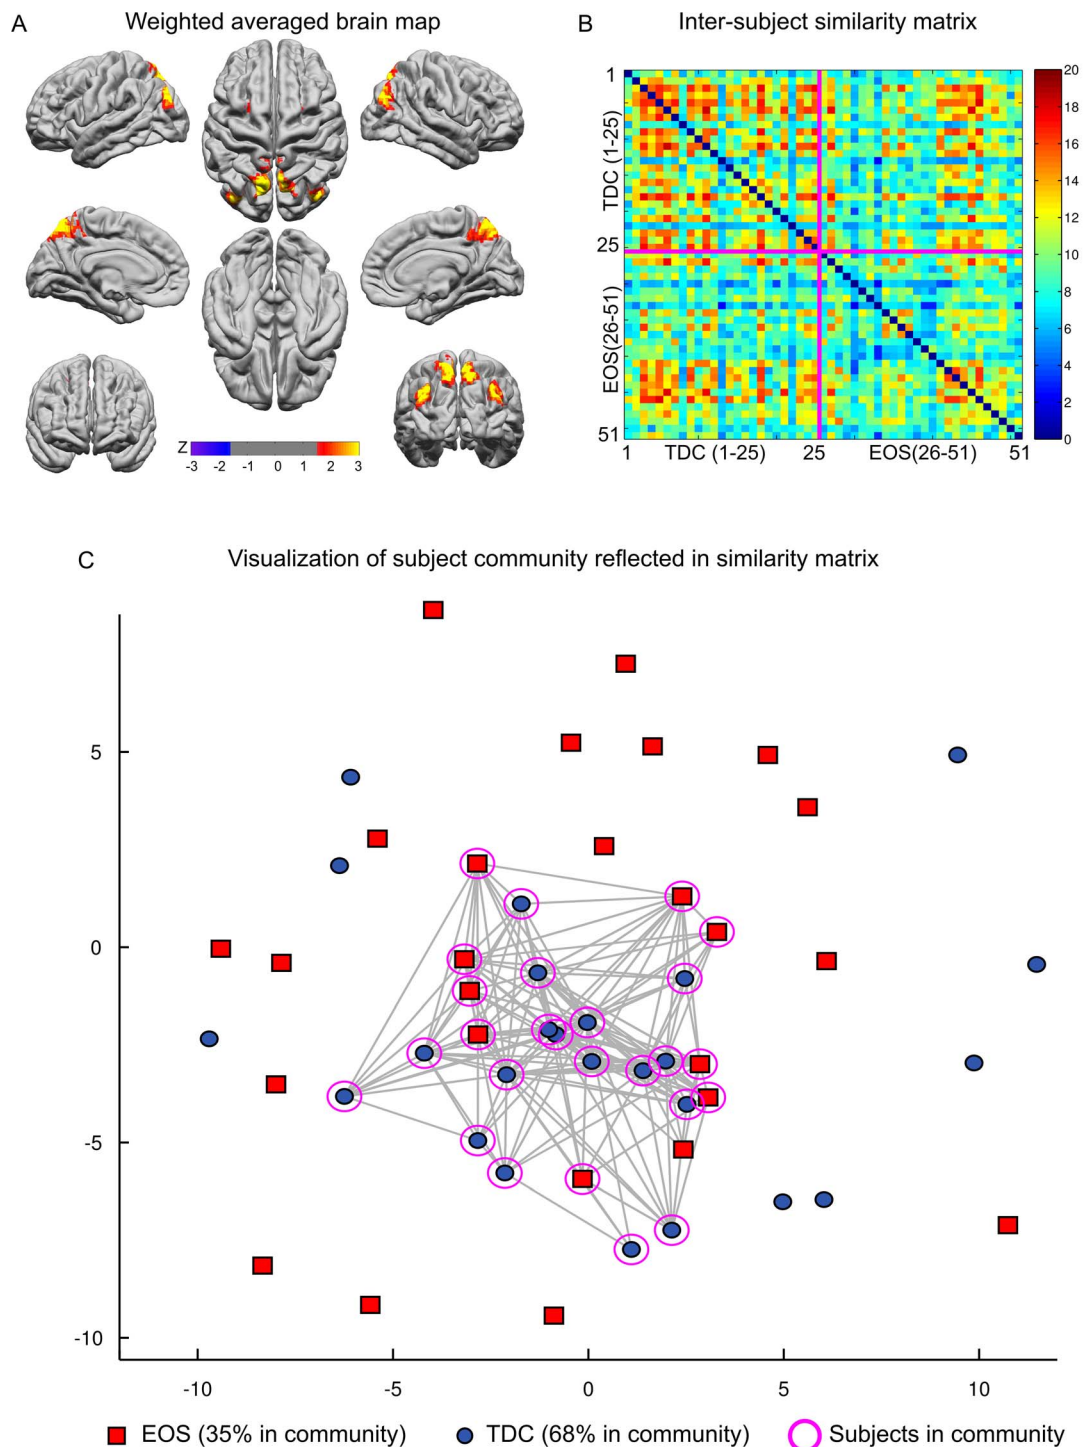 A
Weighted averaged brain map
Z
-3 -2 -1 0 1 2 3
B
Inter-subject similarity matrix
1
TDC (1-25)
25
EOS(26-51)
51
1 TDC (1-25) 25 EOS(26-51) 51
20
18
16
14
12
10
8
6
4
2
0
C
Visualization of subject community reflected in similarity matrix
5
0
-5
-10
-10 -5 0 5 10
EOS (35% in community)
TDC (68% in community)
Subjects in community